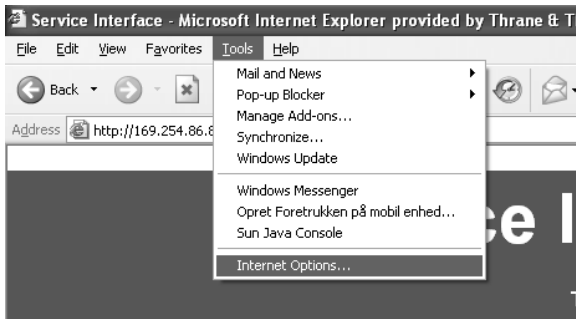 Service Interface - Microsoft Internet Explorer provided by Thrane & T
File Edit View Favorites Tools Help
Back
Address http://169.254.86.8
Mail and News
Pop-up Blocker
Manage Add-ons...
Synchronize...
Windows Update
Windows Messenger
Opret Foretrukken på mobil enhed...
Sun Java Console
Internet Options...
ce I